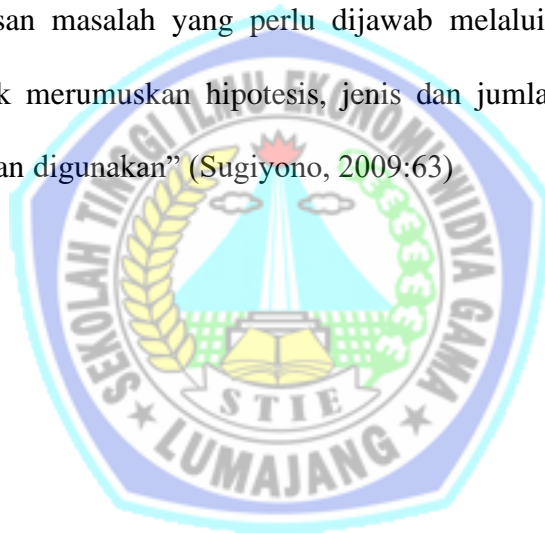 san masalah yang perlu dijawab melalui
k merumuskan hipotesis, jenis dan jumla
an digunakan” (Sugiyono, 2009:63)
SEKOLAH TINGGI ILMU EKONOMI WIDYA GAMA
STIE
LUMAJANG